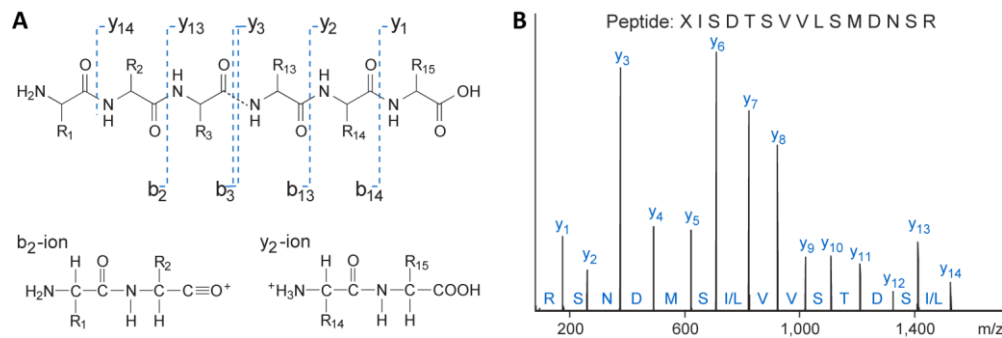 A
y14 y13 y3 y2 y1
R2 R13 R15
O H O H O H O
H2N N N N N N OH
H O H O H O
R1 R3 R14
b2 b3 b13 b14
b2-ion
H O R2
H2N–C–C–N–C–C≡O+
R1 H H
y2-ion
H O R15
+H3N–C–C–N–C–COOH
R14 H H
B
Peptide: X I S D T S V V L S M D N S R
y1 y2 y3 y4 y5 y6 y7 y8 y9 y10 y11 y12 y13 y14
R S N D M S I/L V V S T D S I/L
200 600 1,000 1,400 m/z